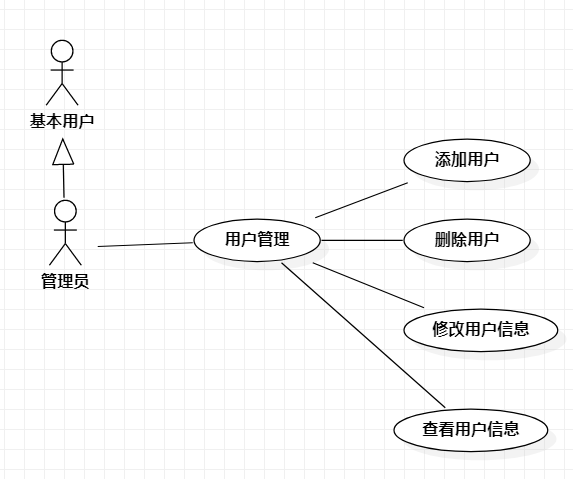 基本用户
管理员
用户管理
添加用户
删除用户
修改用户信息
查看用户信息